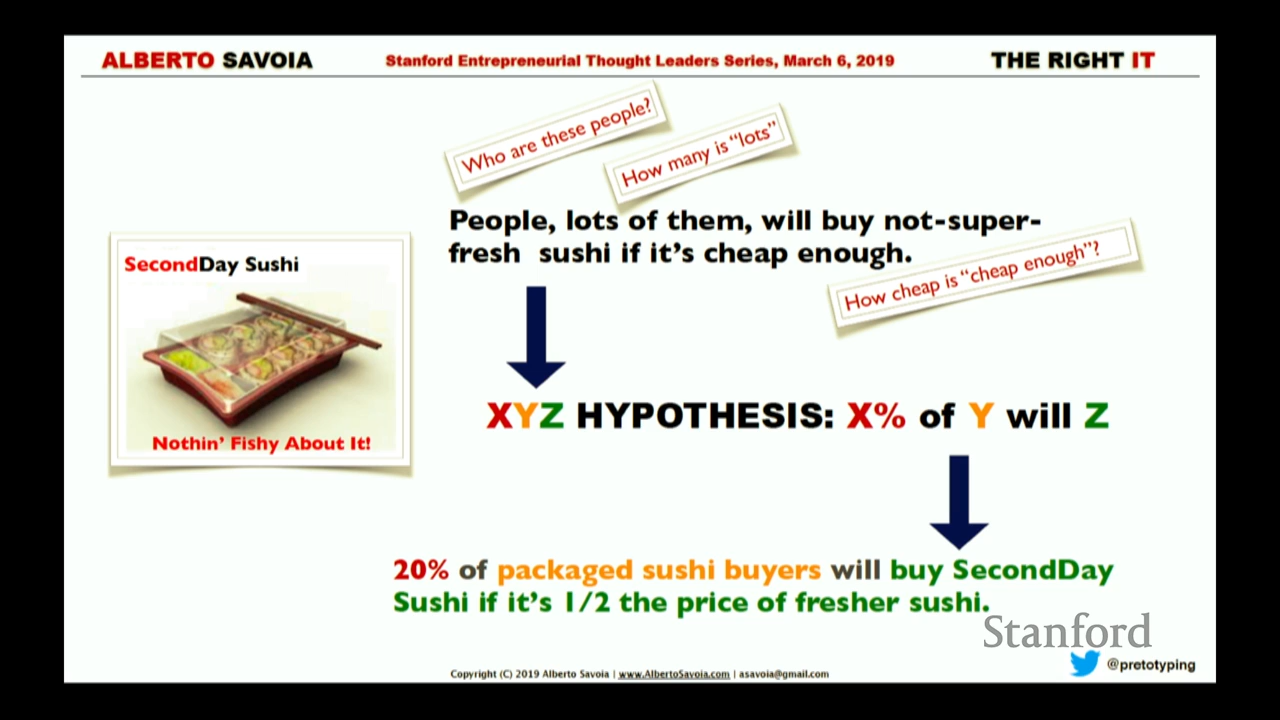 ALBERTO SAVOIA
Stanford Entrepreneurial Thought Leaders Series, March 6, 2019
THE RIGHT IT
Who are these people?
How many is “lots”
People, lots of them, will buy not-super-
fresh sushi if it’s cheap enough.
How cheap is “cheap enough”?
SecondDay Sushi
Nothin’ Fishy About It!
XYZ HYPOTHESIS: X% of Y will Z
20% of packaged sushi buyers will buy SecondDay
Sushi if it’s 1/2 the price of fresher sushi.
Stanford
@pretotyping
Copyright (C) 2019 Alberto Savoia | www.AlbertoSavoia.com | asavoia@gmail.com